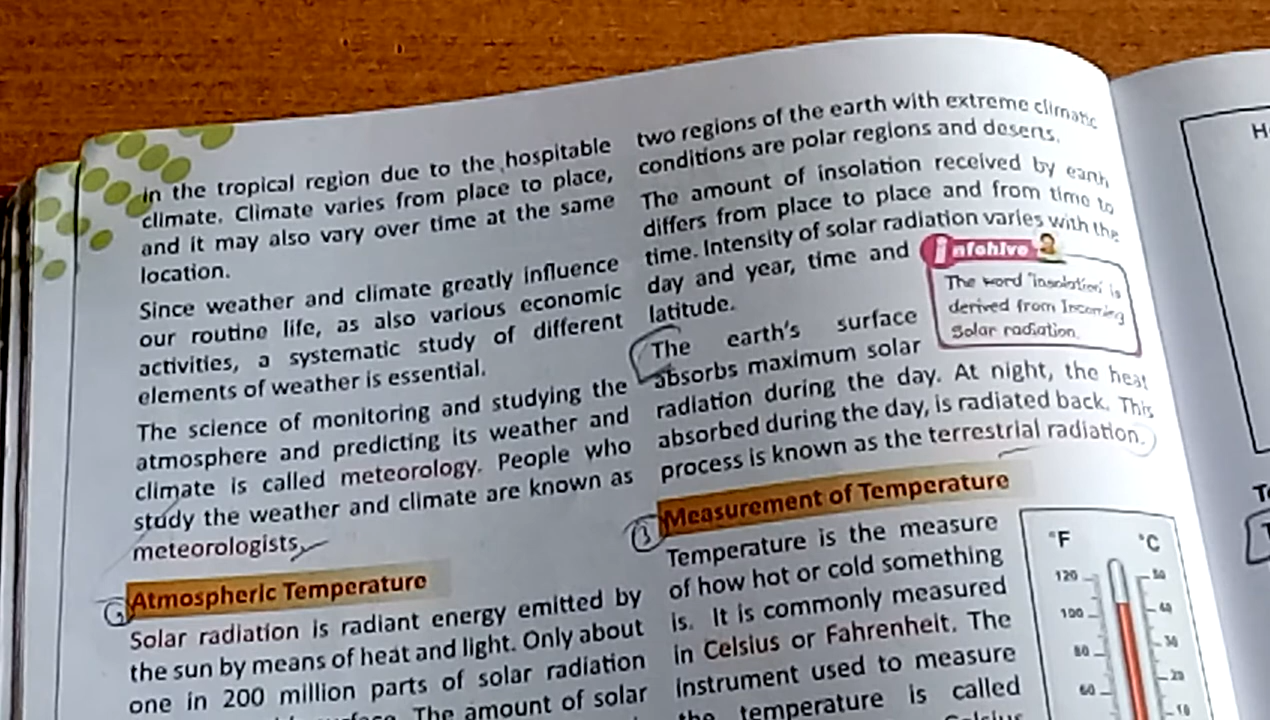 in the tropical region due to the hospitable
climate. Climate varies from place to place,
and it may also vary over time at the same
location.
Since weather and climate greatly influence
our routine life, as also various economic
activities, a systematic study of different
elements of weather is essential.
The science of monitoring and studying the
atmosphere and predicting its weather and
climate is called meteorology. People who
study the weather and climate are known as
meteorologists.
Atmospheric Temperature
Solar radiation is radiant energy emitted by
the sun by means of heat and light. Only about
one in 200 million parts of solar radiation
The amount of solar
two regions of the earth with extreme climatic
conditions are polar regions and deserts.
The amount of insolation received by earth
differs from place to place and from time to
time. Intensity of solar radiation varies with the
day and year, time and
latitude.
infohive
The word 'insolation' is
derived from Incoming
Solar radiation.
The earth's surface
absorbs maximum solar
radiation during the day. At night, the heat
absorbed during the day, is radiated back. This
process is known as the terrestrial radiation.
3
Measurement of Temperature
Temperature is the measure
of how hot or cold something
is. It is commonly measured
in Celsius or Fahrenheit. The
instrument used to measure
the temperature is called
°F °C
120 50
100 40
80 30
20
60 10
H